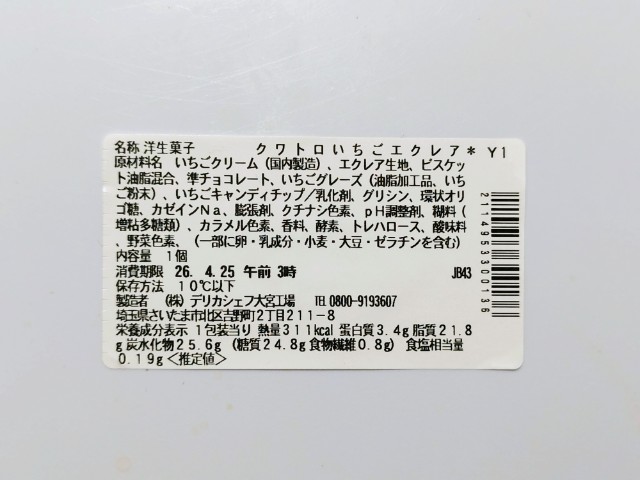 名称 洋生菓子 クワトロいちごエクレア* Y1
原材料名 いちごクリーム(国内製造)、エクレア生地、ビスケッ
ト油脂混合、準チョコレート、いちごグレーズ(油脂加工品、いち
ご粉末)、いちごキャンディチップ/乳化剤、グリシン、環状オリ
ゴ糖、カゼインNa、膨張剤、クチナシ色素、pH調整剤、糊料(
増粘多糖類)、カラメル色素、香料、酵素、トレハロース、酸味料
、野菜色素、(一部に卵・乳成分・小麦・大豆・ゼラチンを含む)
内容量 1個
消費期限 26. 4.25 午前 3時 JB43
保存方法 10℃以下
製造者 (株)デリカシェフ大宮工場 TEL 0800-9193607
埼玉県さいたま市北区吉野町2丁目211-8
栄養成分表示 1包装当り 熱量311kcal 蛋白質3.4g 脂質21.8
g 炭水化物25.6g (糖質24.8g 食物繊維0.8g) 食塩相当量
0.19g<推定値>
2114953300136